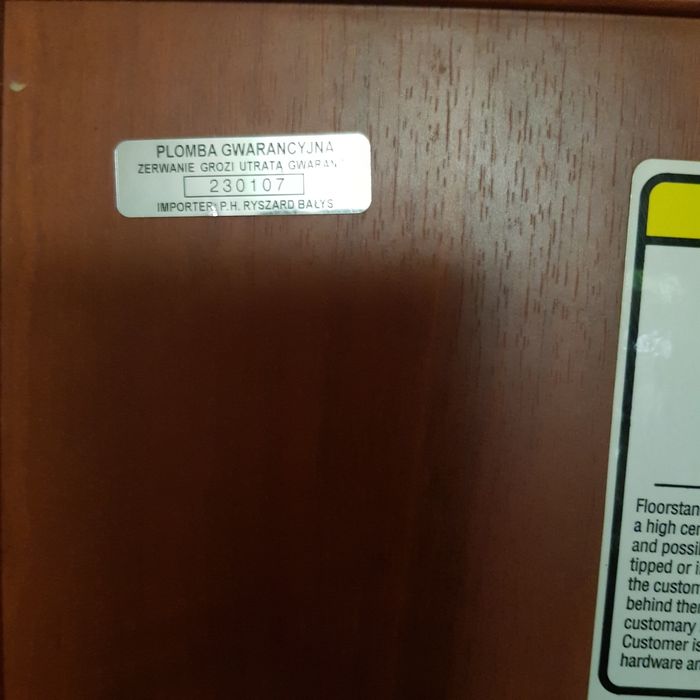 PLOMBA GWARANCYJNA
ZERWANIE GROZI UTRATĄ
230107
IMPORTER: P.H. RYSZARD BAŁYS
Floorstan
a high cen
and possi
tipped or i
the custom
behind the
customary
Customer is
hardware an